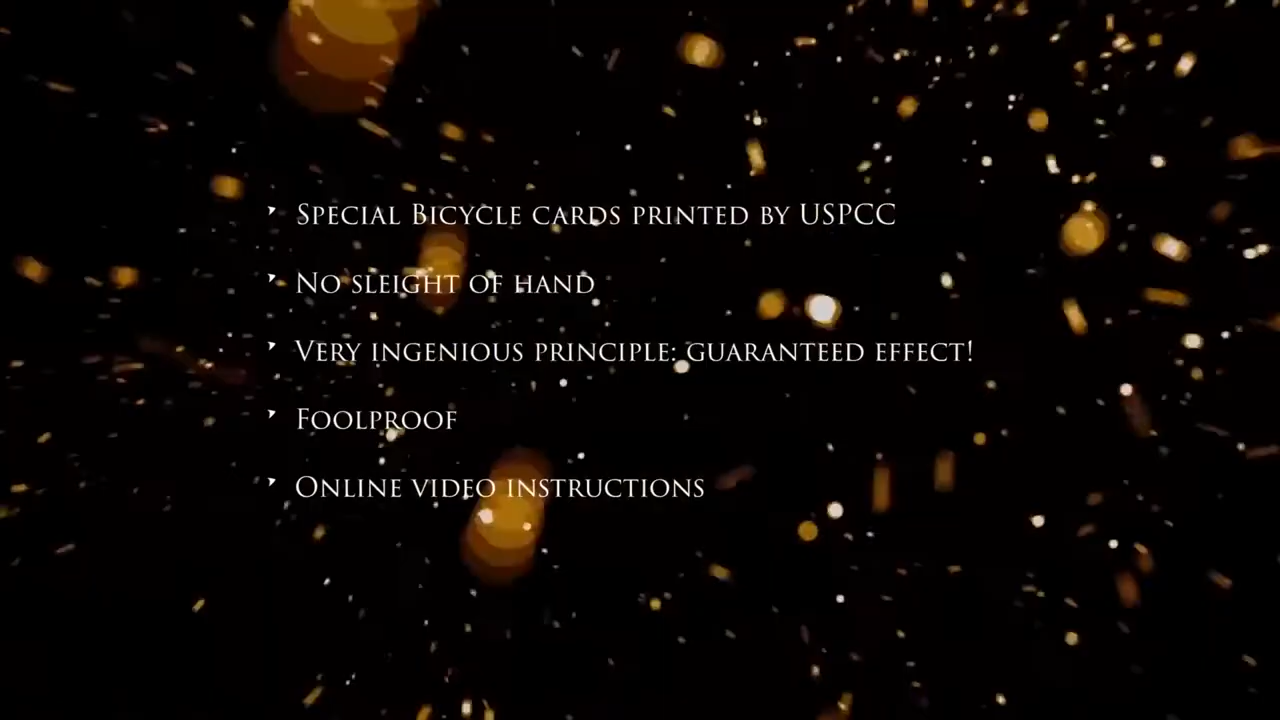 Special Bicycle cards printed by USPCC
No sleight of hand
Very ingenious principle: guaranteed effect!
Foolproof
Online video instructions